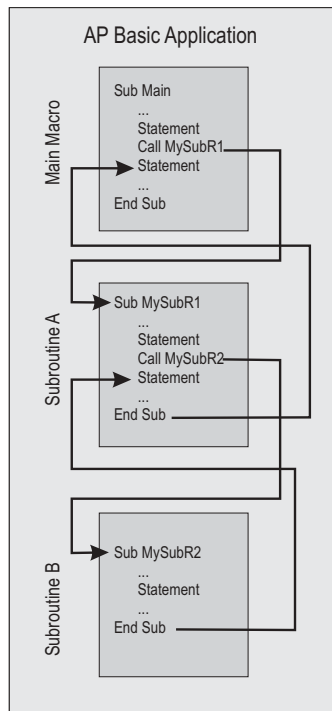 AP Basic Application
Main Macro
Sub Main
...
Statement
Call MySubR1
Statement
...
End Sub
Subroutine A
Sub MySubR1
...
Statement
Call MySubR2
Statement
...
End Sub
Subroutine B
Sub MySubR2
...
Statement
...
End Sub